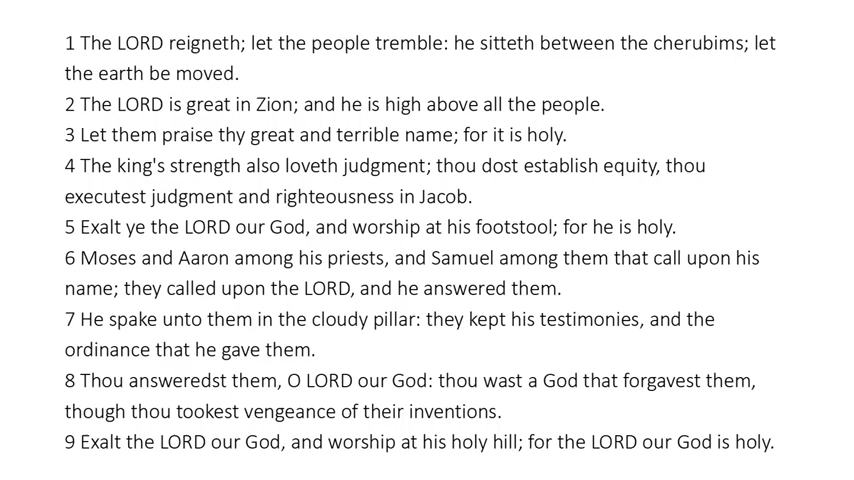 1 The LORD reigneth; let the people tremble: he sitteth between the cherubims; let
the earth be moved.
2 The LORD is great in Zion; and he is high above all the people.
3 Let them praise thy great and terrible name; for it is holy.
4 The king's strength also loveth judgment; thou dost establish equity, thou
executest judgment and righteousness in Jacob.
5 Exalt ye the LORD our God, and worship at his footstool; for he is holy.
6 Moses and Aaron among his priests, and Samuel among them that call upon his
name; they called upon the LORD, and he answered them.
7 He spake unto them in the cloudy pillar: they kept his testimonies, and the
ordinance that he gave them.
8 Thou answeredst them, O LORD our God: thou wast a God that forgavest them,
though thou tookest vengeance of their inventions.
9 Exalt the LORD our God, and worship at his holy hill; for the LORD our God is holy.